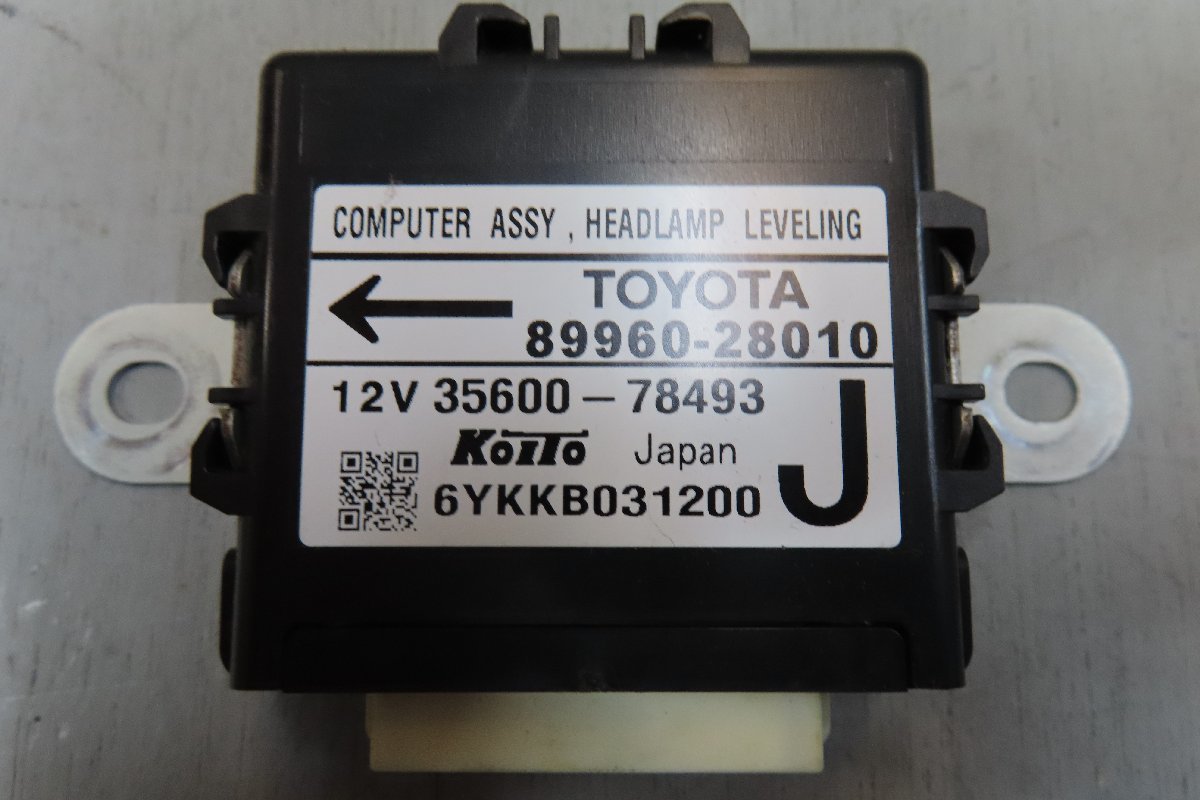 COMPUTER ASSY , HEADLAMP LEVELING
TOYOTA
89960-28010
12V 35600-78493
KOITO Japan
6YKKB031200
J